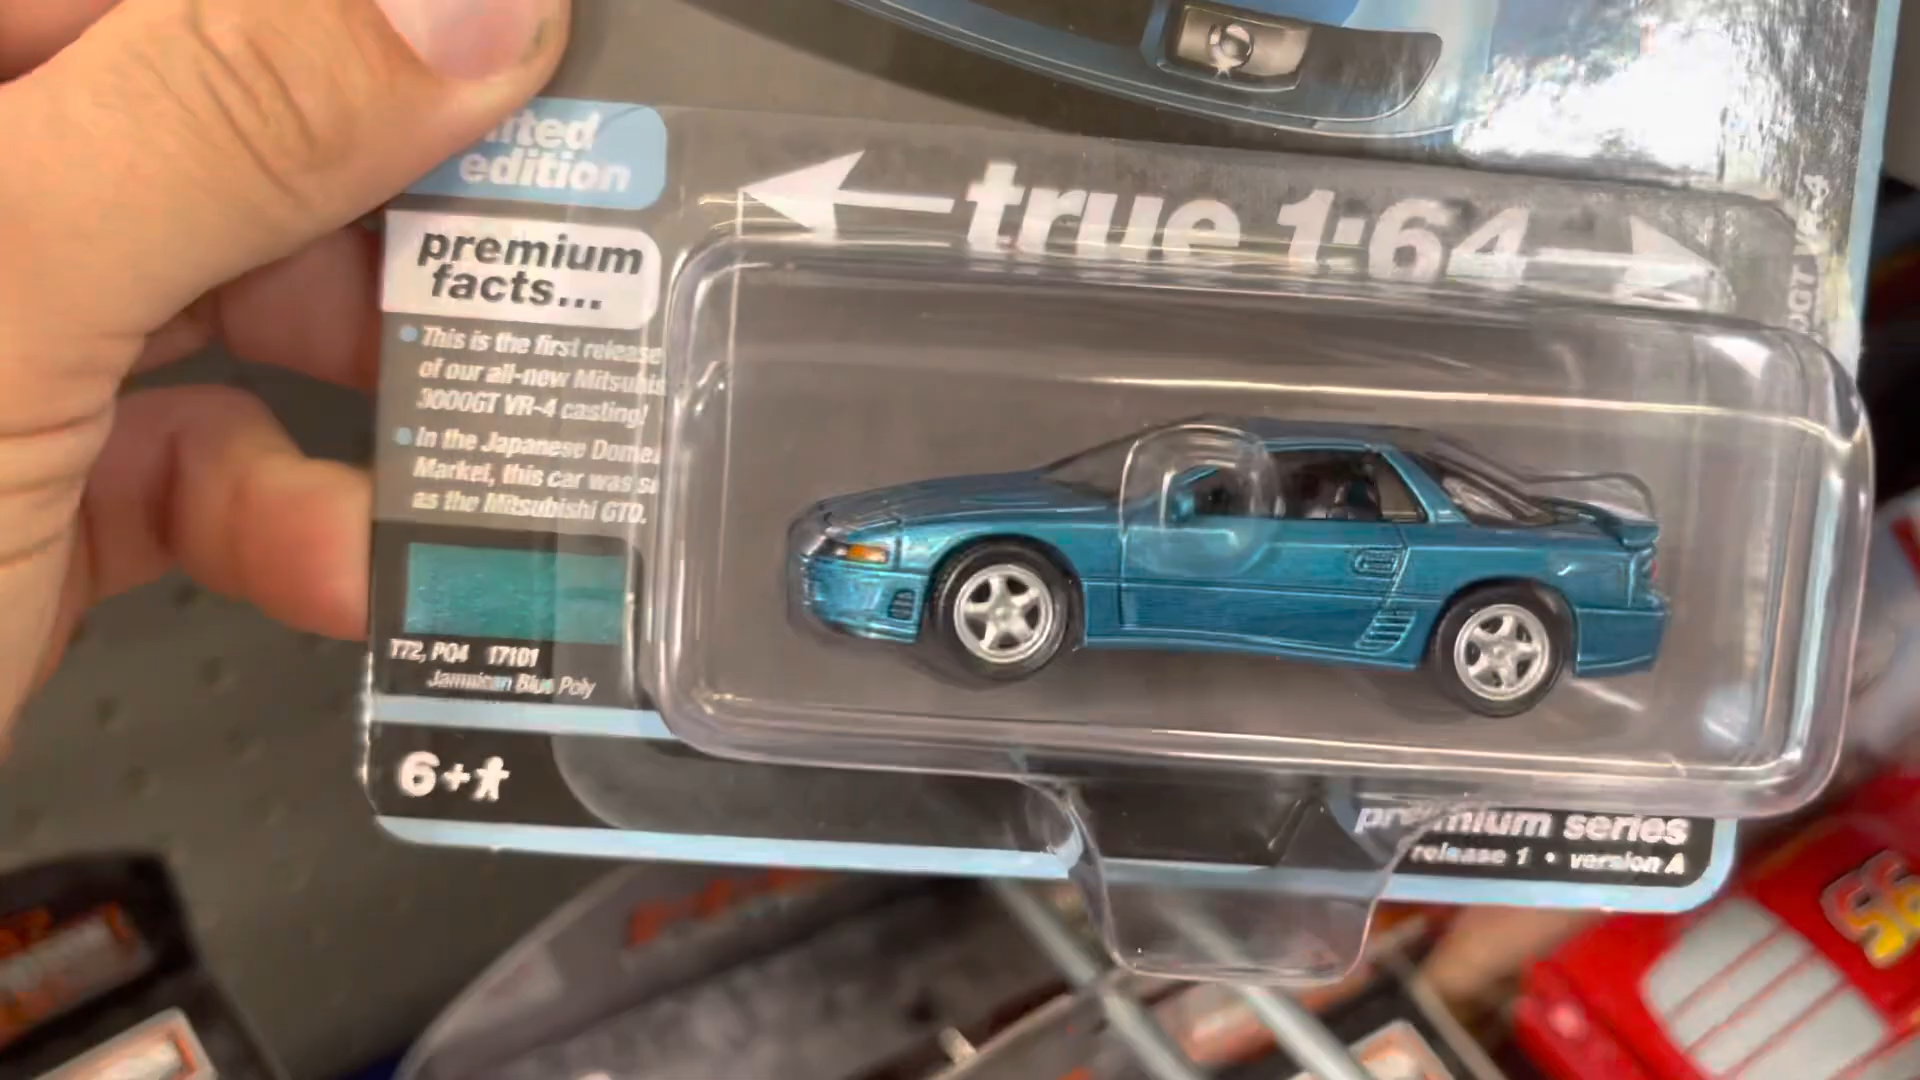 edition
true 1:64
premium
facts...
This is the first release
of our all-new
3000GT VR-4 casting!
In the Japanese
Market, this car was
as the Mitsubishi GTO.
T72, PQ4 17101
Jamaican Blue Poly
6+
premium series
release 1 • version A
56